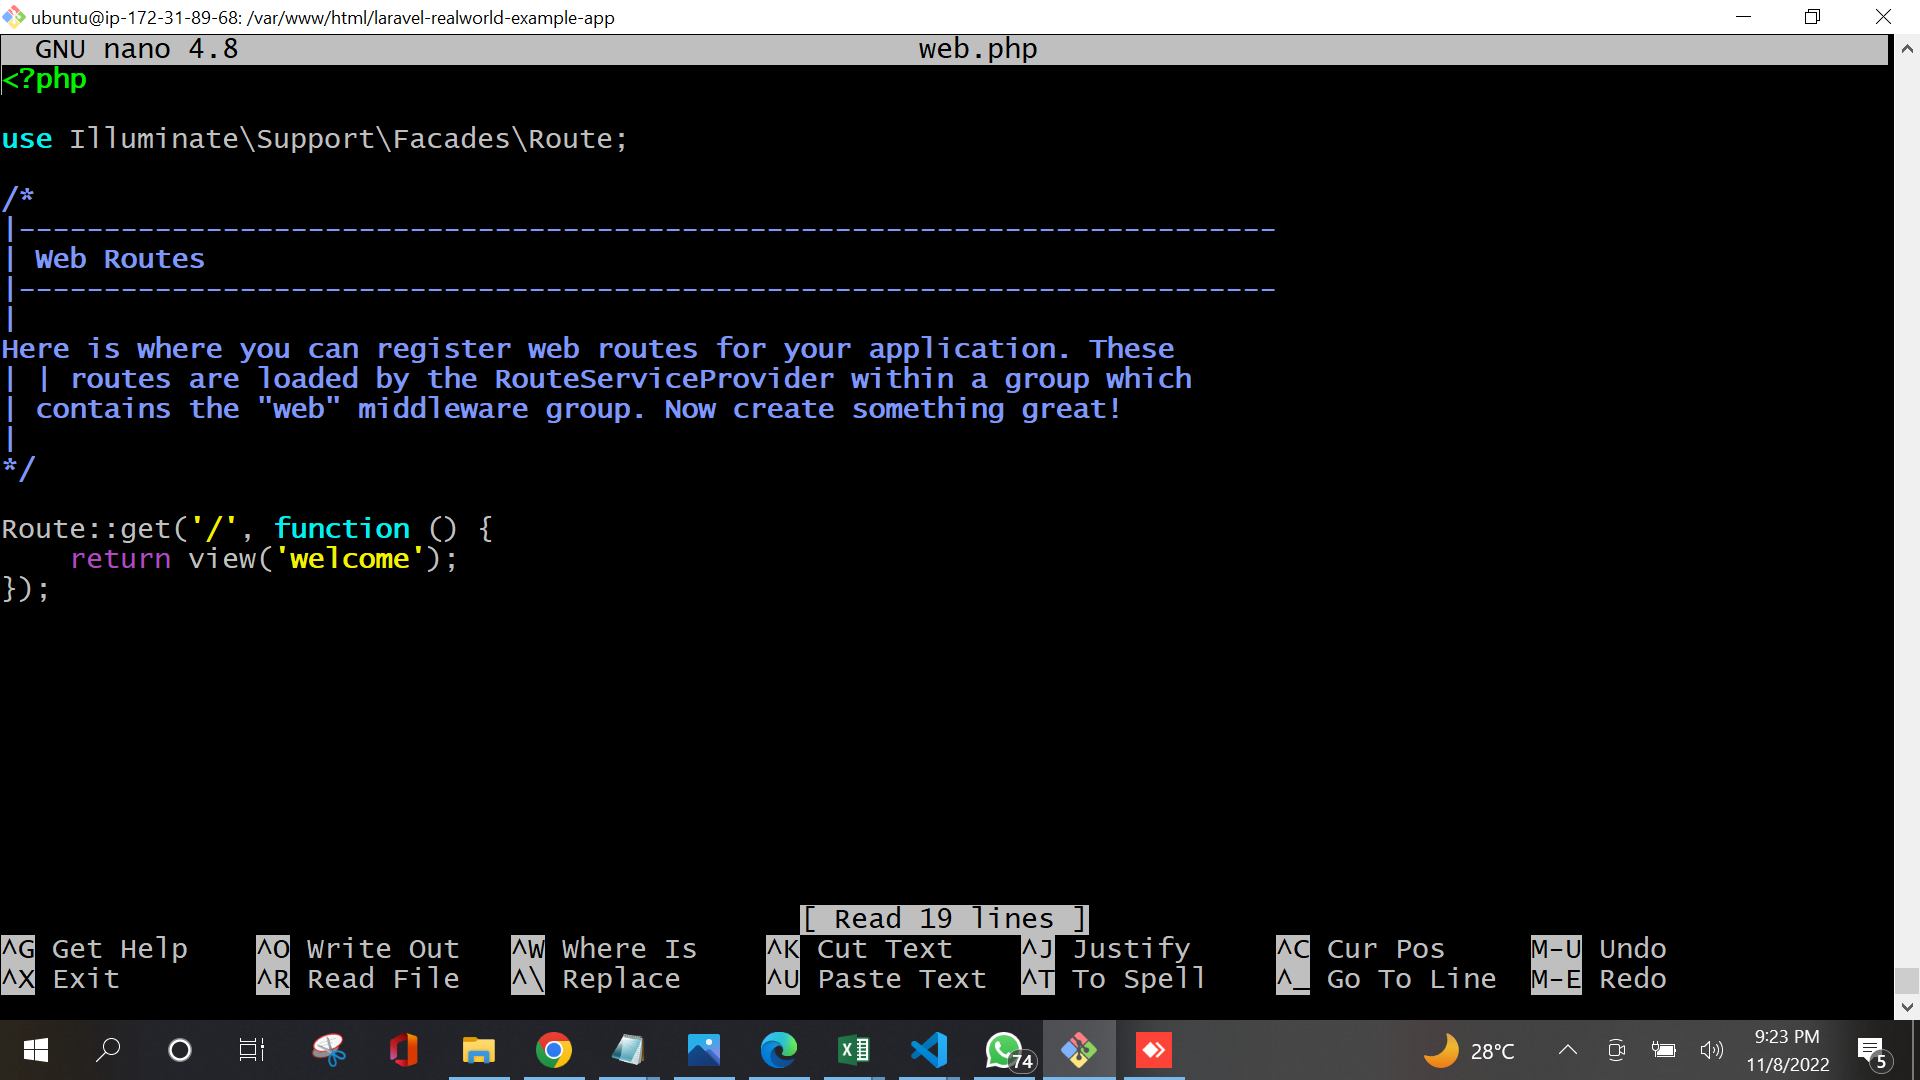 ubuntu@ip-172-31-89-68: /var/www/html/laravel-realworld-example-app
GNU nano 4.8 web.php
<?php
use Illuminate\Support\Facades\Route;
/*
|--------------------------------------------------------------------------
| Web Routes
|--------------------------------------------------------------------------
|
Here is where you can register web routes for your application. These
| | routes are loaded by the RouteServiceProvider within a group which
| contains the "web" middleware group. Now create something great!
|
*/
Route::get('/', function () {
    return view('welcome');
});
[ Read 19 lines ]
^G Get Help ^O Write Out ^W Where Is ^K Cut Text ^J Justify ^C Cur Pos M-U Undo
^X Exit ^R Read File ^\ Replace ^U Paste Text ^T To Spell ^_ Go To Line M-E Redo
74
28°C
9:23 PM
11/8/2022
5